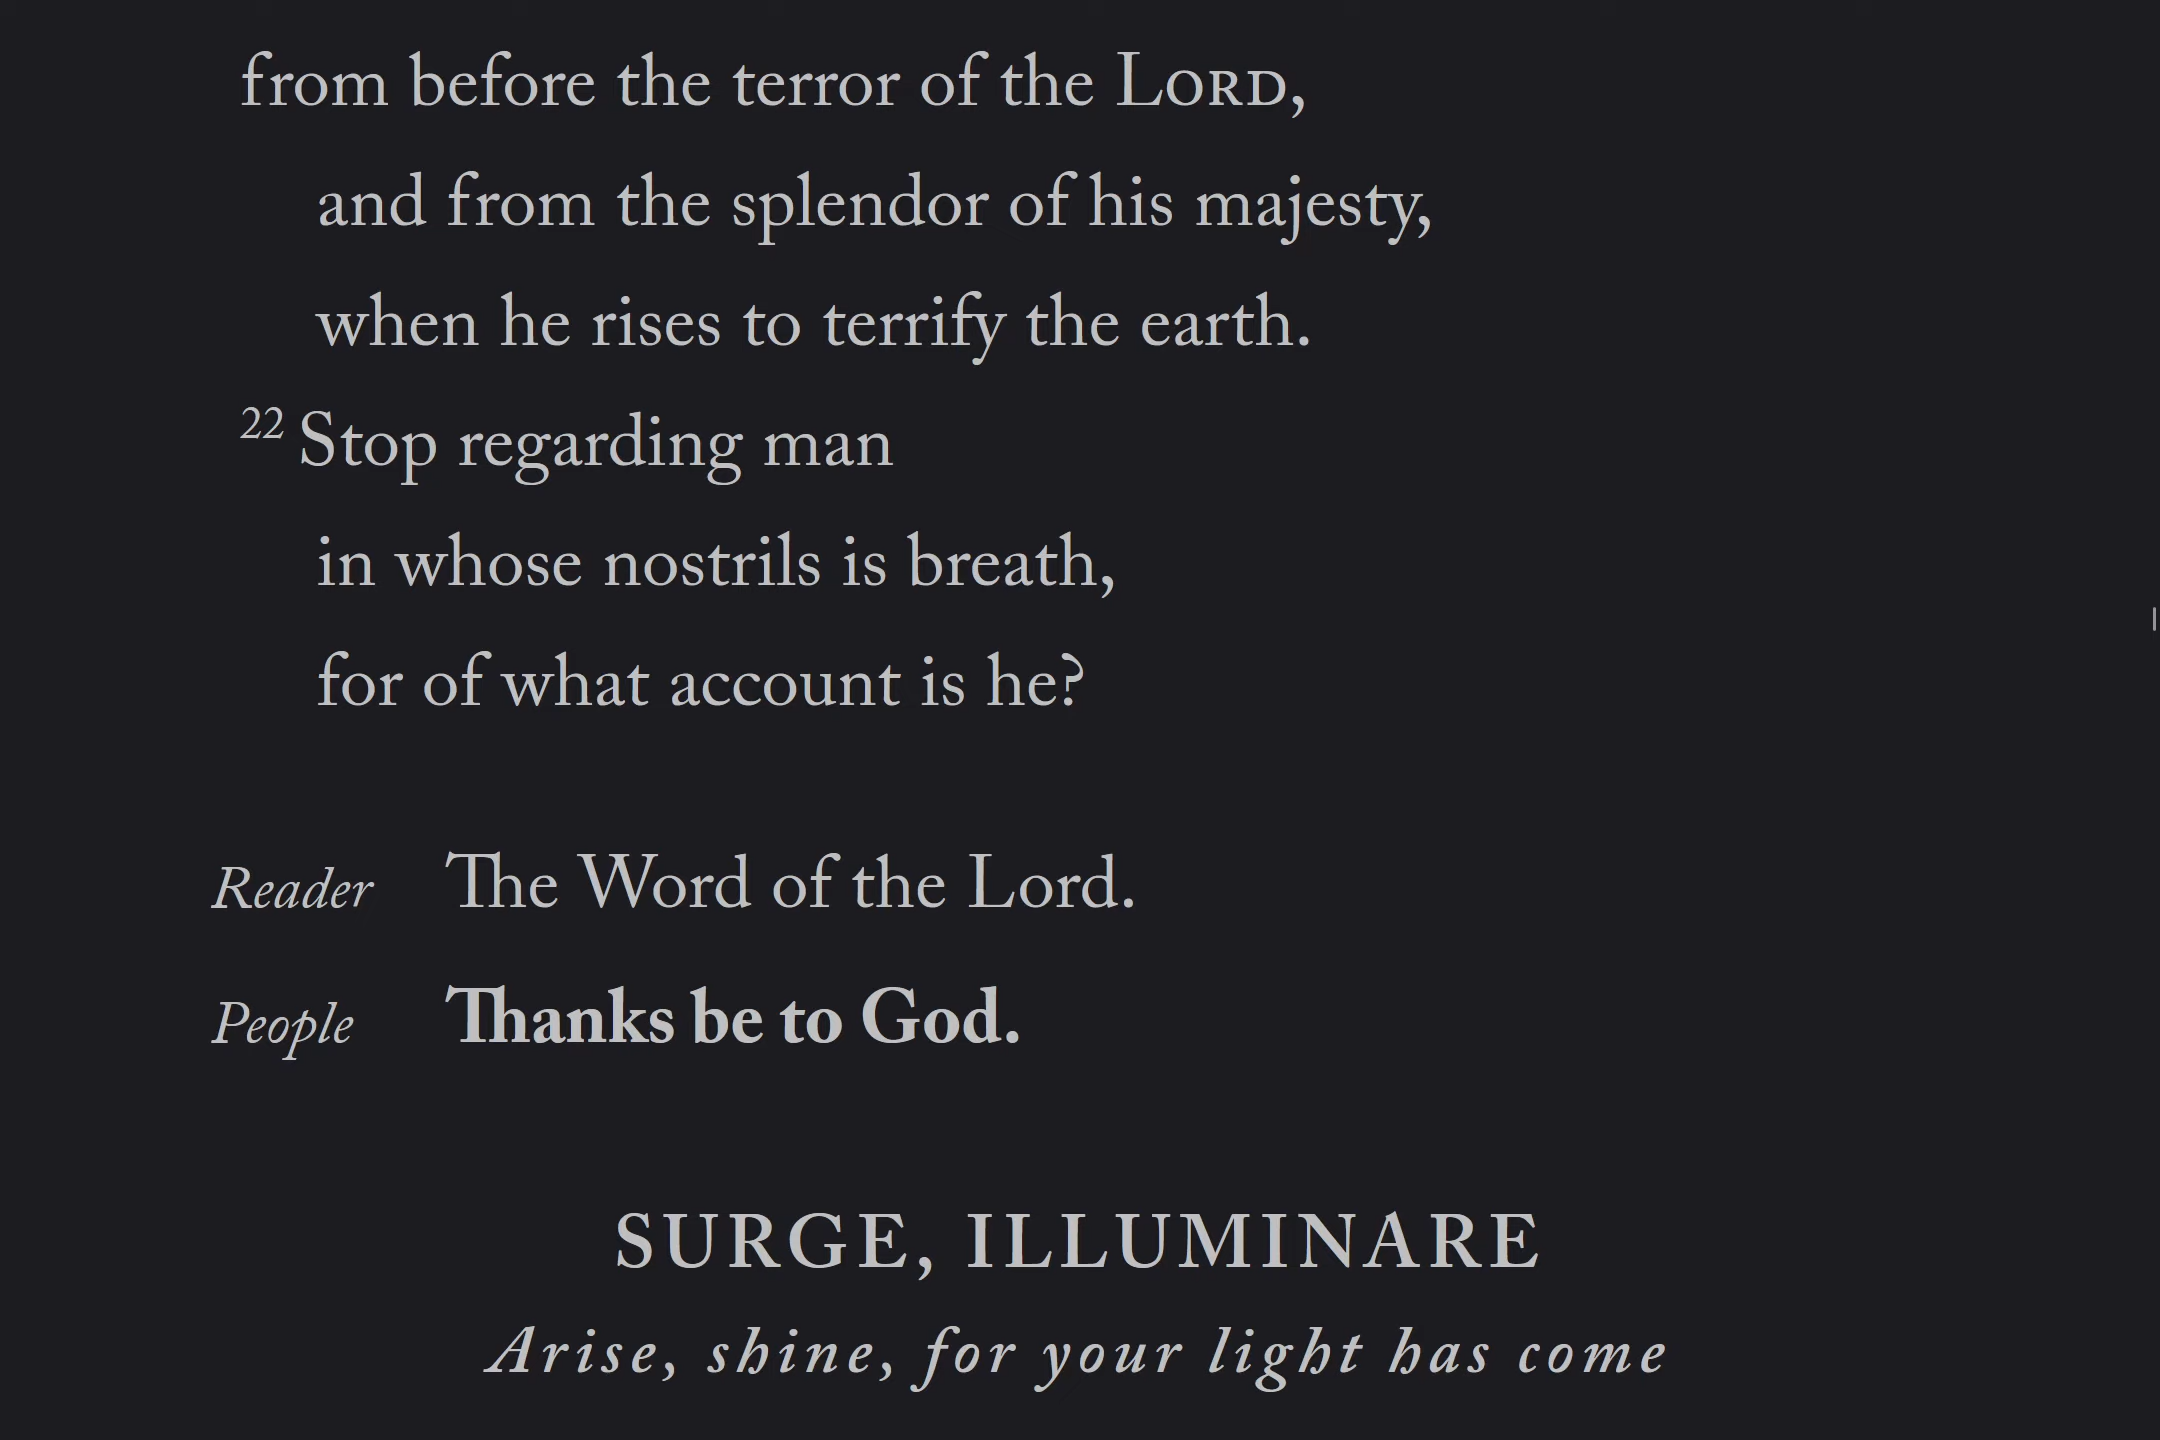 from before the terror of the LORD,
and from the splendor of his majesty,
when he rises to terrify the earth.
22 Stop regarding man
in whose nostrils is breath,
for of what account is he?
Reader The Word of the Lord.
People Thanks be to God.
SURGE, ILLUMINARE
Arise, shine, for your light has come